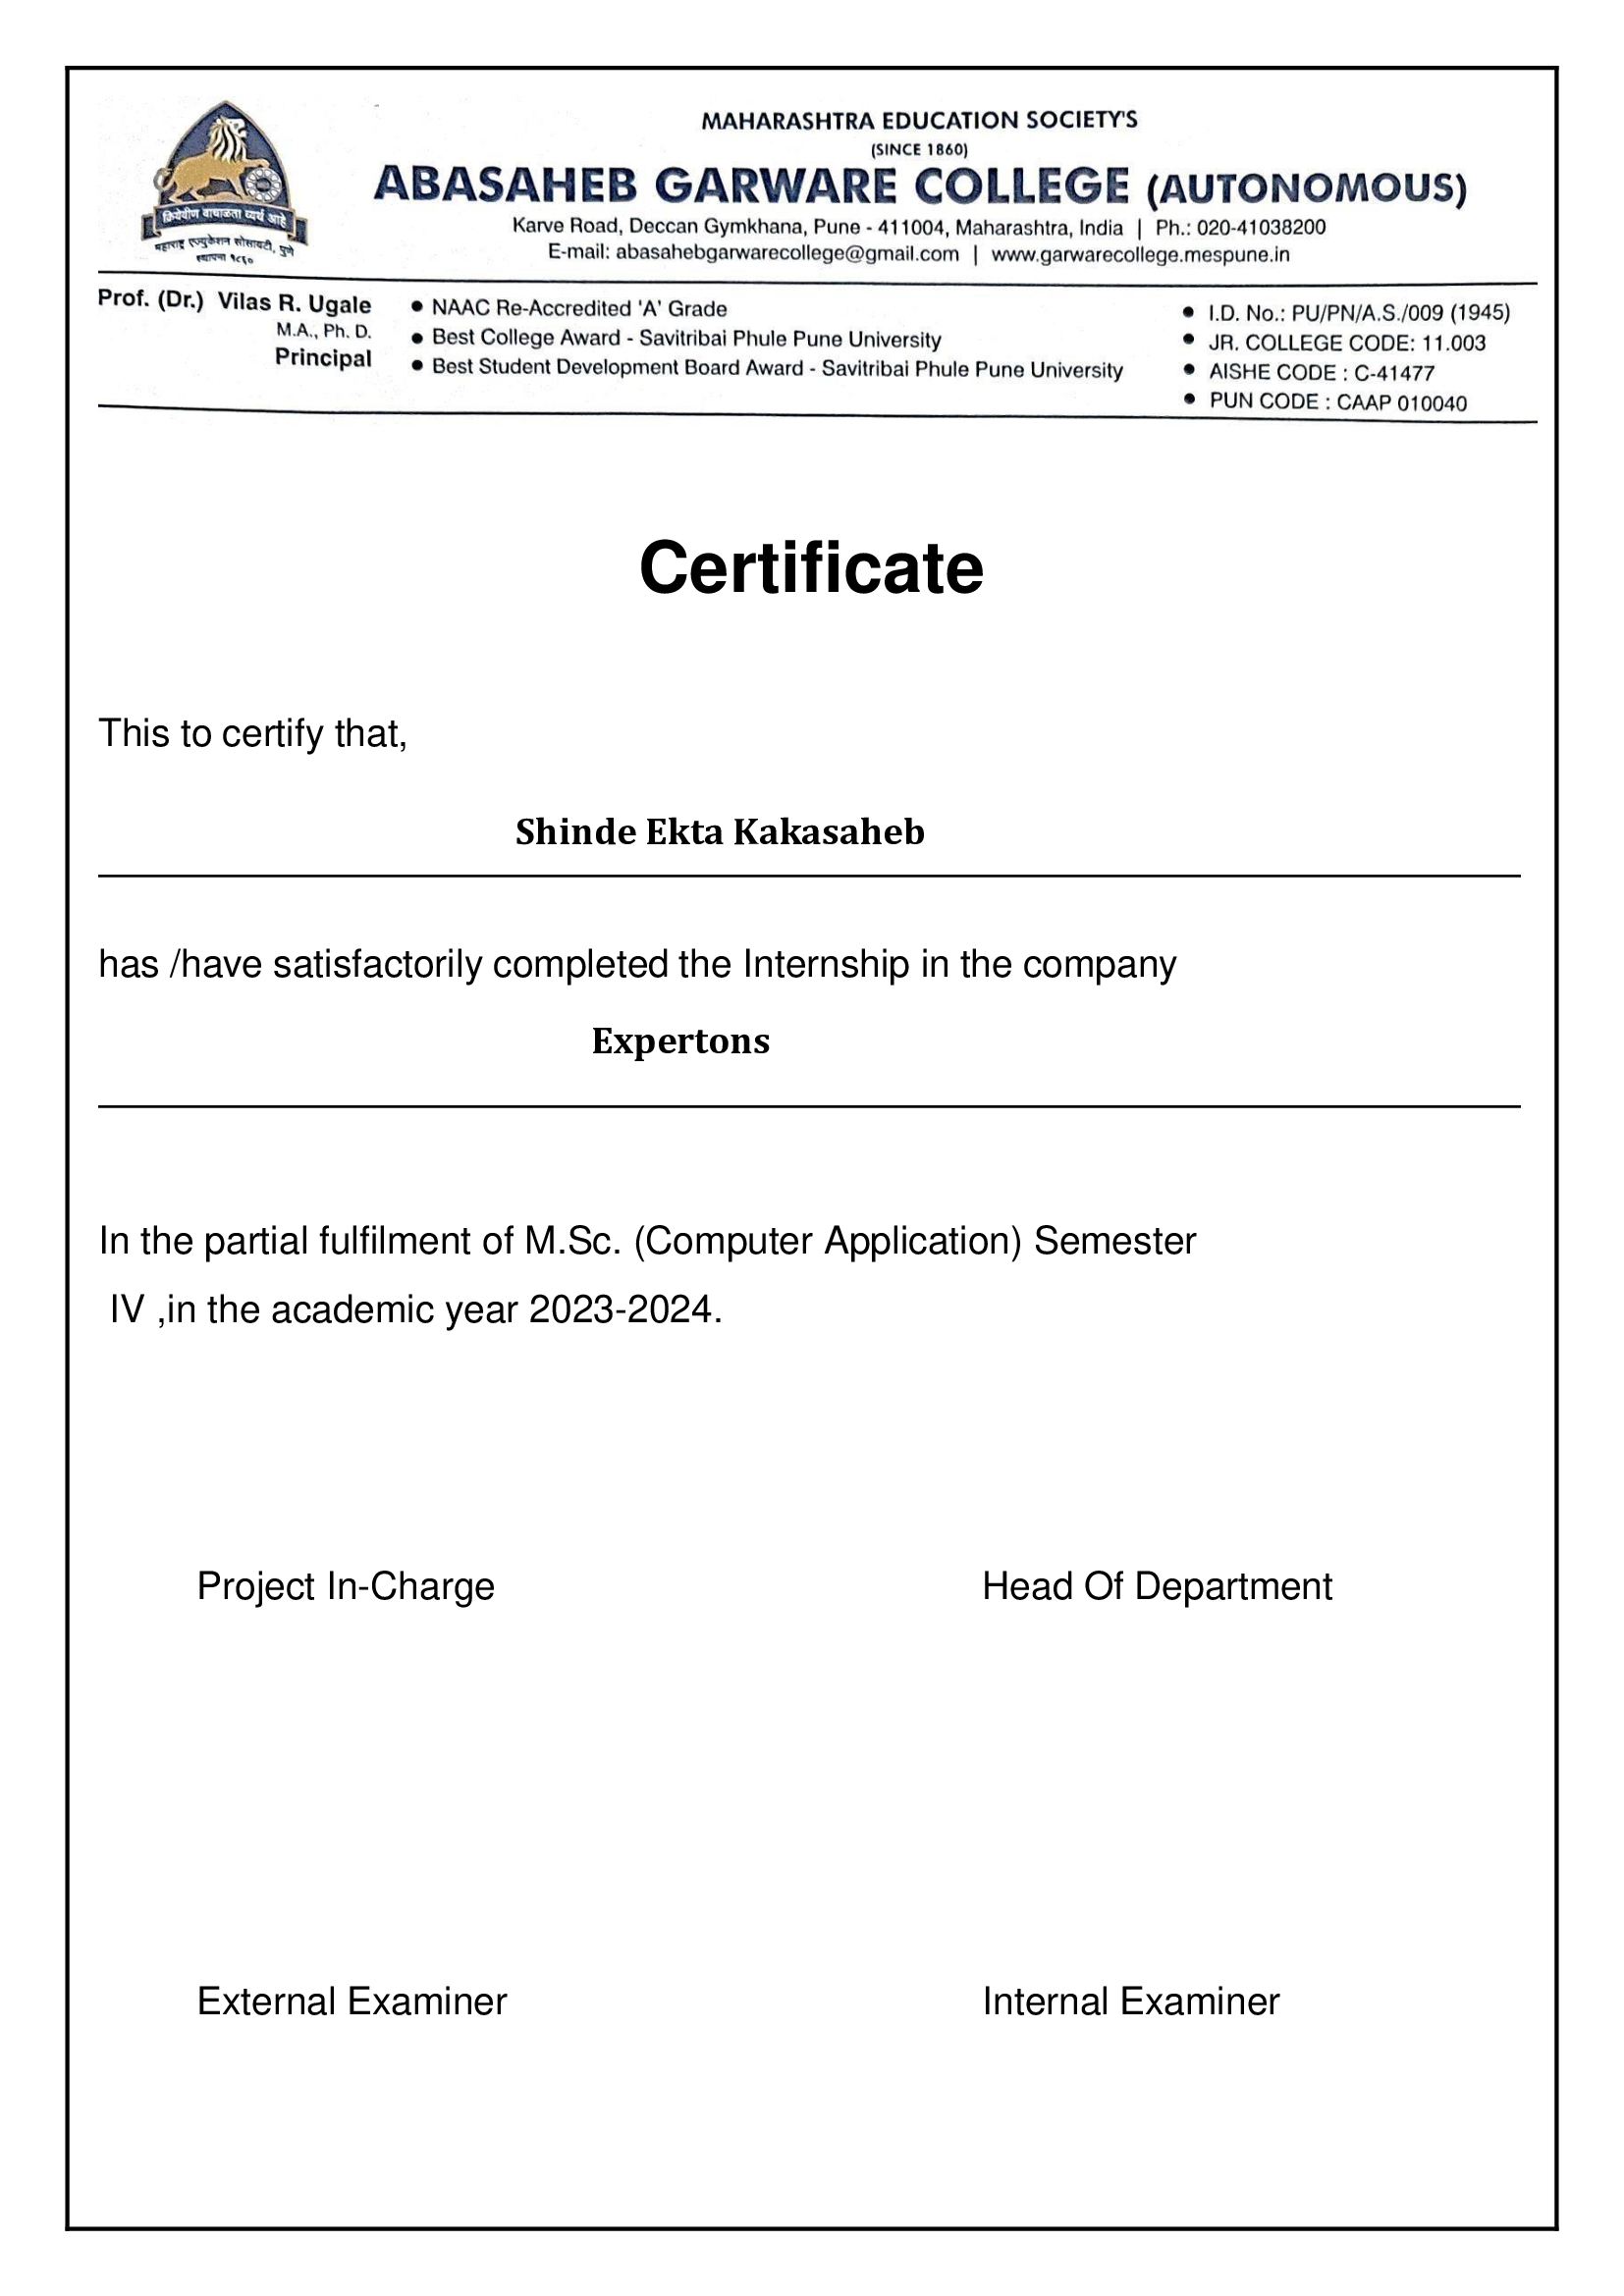 MAHARASHTRA EDUCATION SOCIETY'S
(SINCE 1860)
ABASAHEB GARWARE COLLEGE (AUTONOMOUS)
Karve Road, Deccan Gymkhana, Pune - 411004, Maharashtra, India | Ph.: 020-41038200
E-mail: abasahebgarwarecollege@gmail.com | www.garwarecollege.mespune.in
क्रियेवीण वाचाळता व्यर्थ आहे
महाराष्ट्र एज्युकेशन सोसायटी, पुणे
स्थापना १८६०
Prof. (Dr.) Vilas R. Ugale
M.A., Ph. D.
Principal
• NAAC Re-Accredited 'A' Grade
• Best College Award - Savitribai Phule Pune University
• Best Student Development Board Award - Savitribai Phule Pune University
• I.D. No.: PU/PN/A.S./009 (1945)
• JR. COLLEGE CODE: 11.003
• AISHE CODE : C-41477
• PUN CODE : CAAP 010040
Certificate
This to certify that,
Shinde Ekta Kakasaheb
has /have satisfactorily completed the Internship in the company
Expertons
In the partial fulfilment of M.Sc. (Computer Application) Semester
IV ,in the academic year 2023-2024.
Project In-Charge Head Of Department
External Examiner Internal Examiner